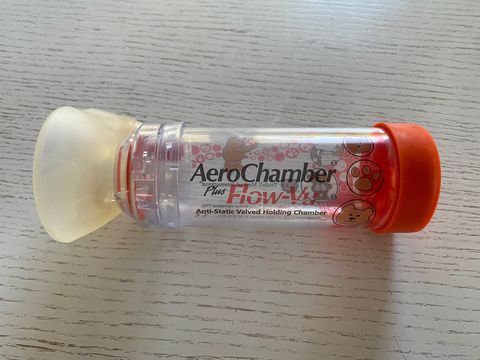 AeroChamber
Plus Flow-Vu
Anti-Static Valved Holding Chamber